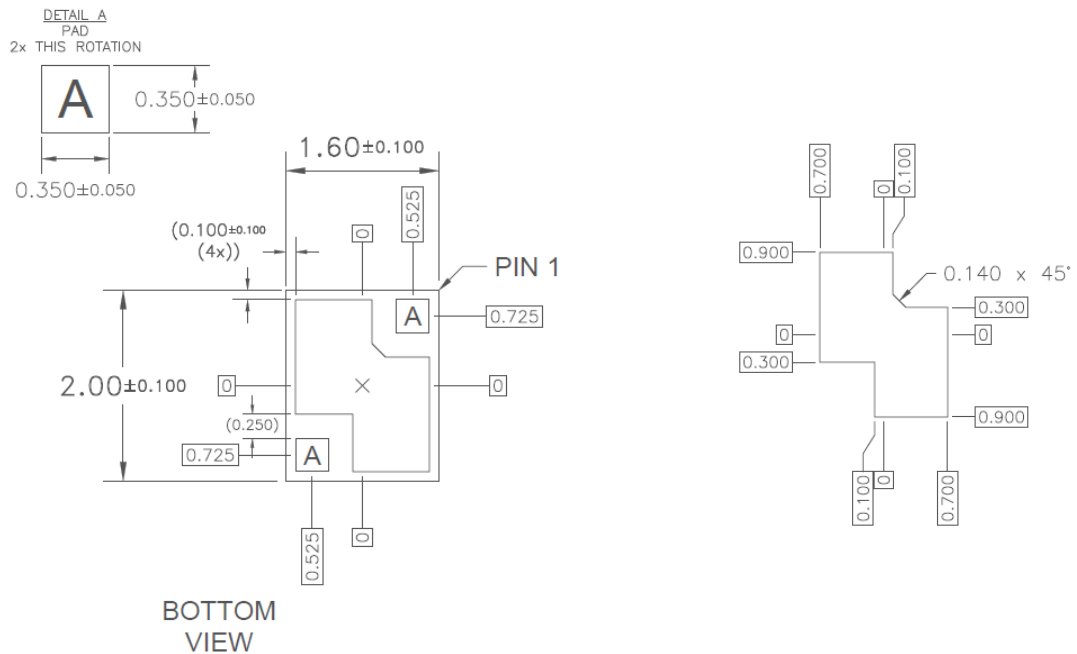 DETAIL A
PAD
2x THIS ROTATION
A
0.350±0.050
0.350±0.050
1.60±0.100
(0.100±0.100
(4x))
0
0.525
PIN 1
A
0.725
2.00±0.100
0
0
(0.250)
0.725
A
0.525
0
BOTTOM
VIEW
0.700
0
0.100
0.900
0.140 x 45°
0.300
0
0
0.300
0.900
0.100
0
0.700